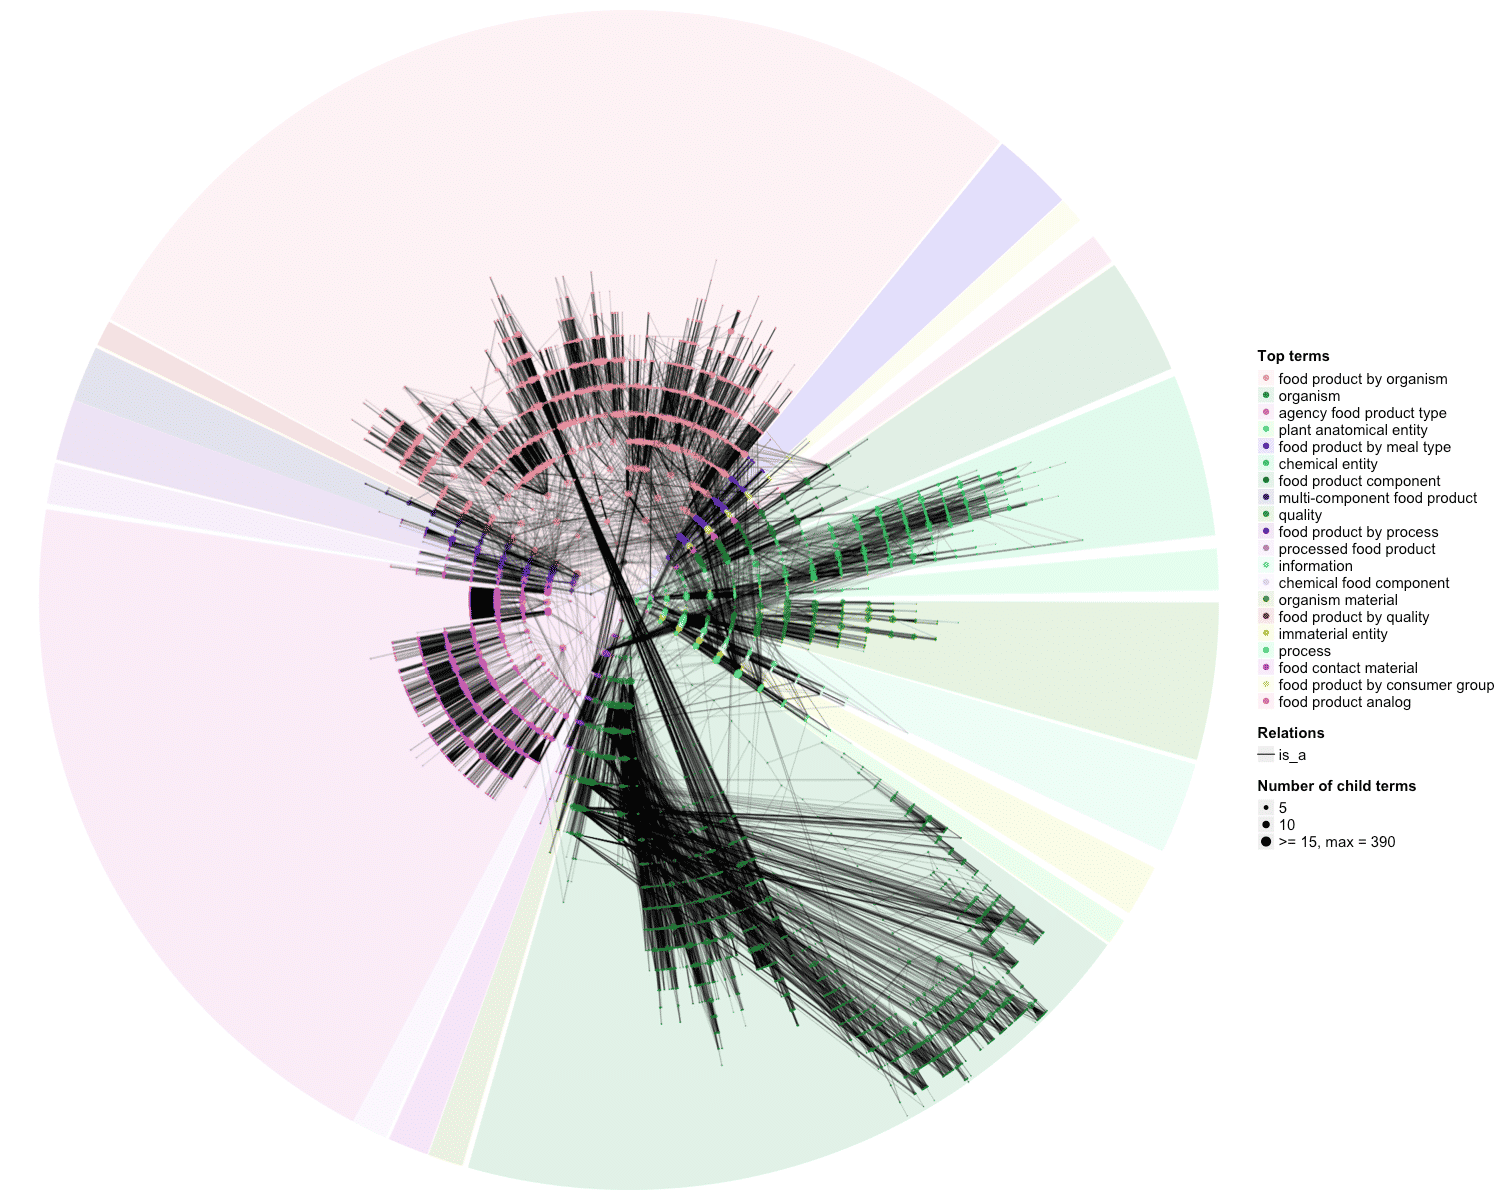 Top terms
food product by organism
organism
agency food product type
plant anatomical entity
food product by meal type
chemical entity
food product component
multi-component food product
quality
food product by process
processed food product
information
chemical food component
organism material
food product by quality
immaterial entity
process
food contact material
food product by consumer group
food product analog
Relations
is_a
Number of child terms
5
10
>= 15, max = 390